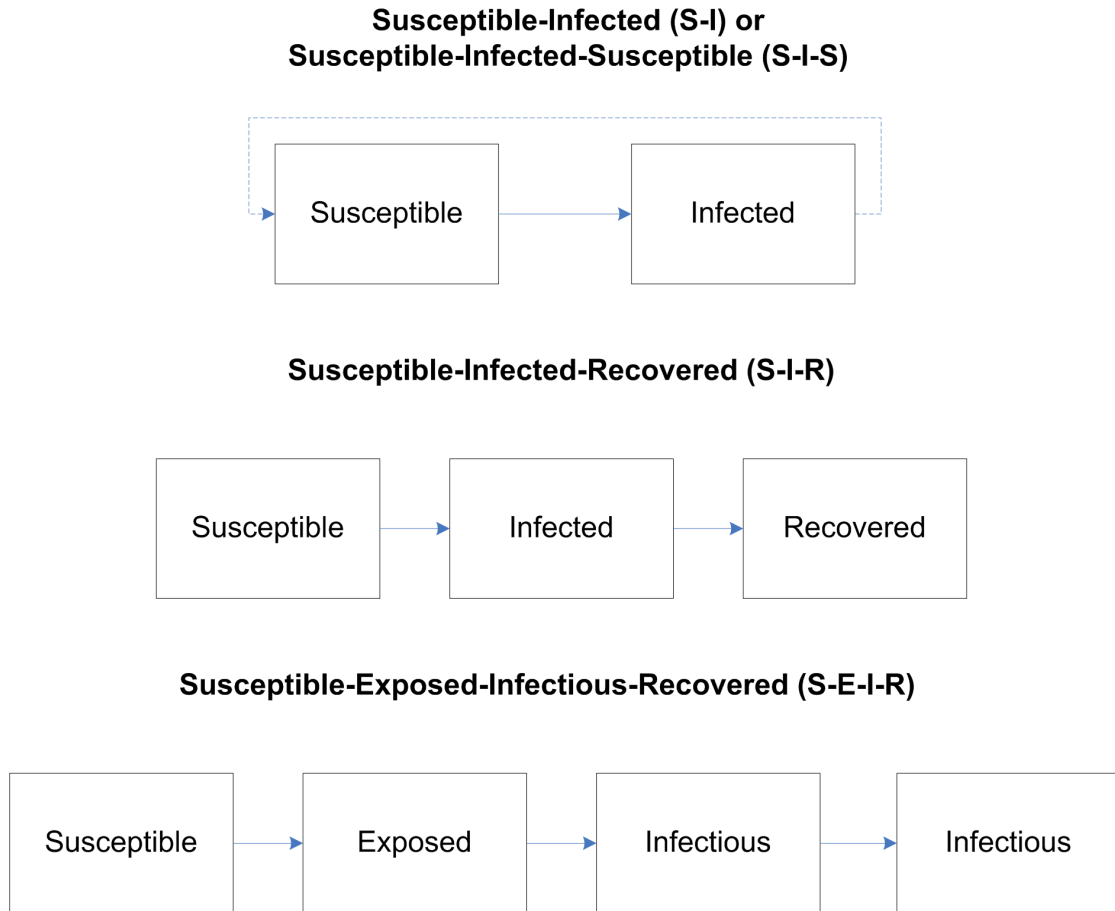 Susceptible-Infected (S-I) or
Susceptible-Infected-Susceptible (S-I-S)
Susceptible
Infected
Susceptible-Infected-Recovered (S-I-R)
Susceptible
Infected
Recovered
Susceptible-Exposed-Infectious-Recovered (S-E-I-R)
Susceptible
Exposed
Infectious
Infectious